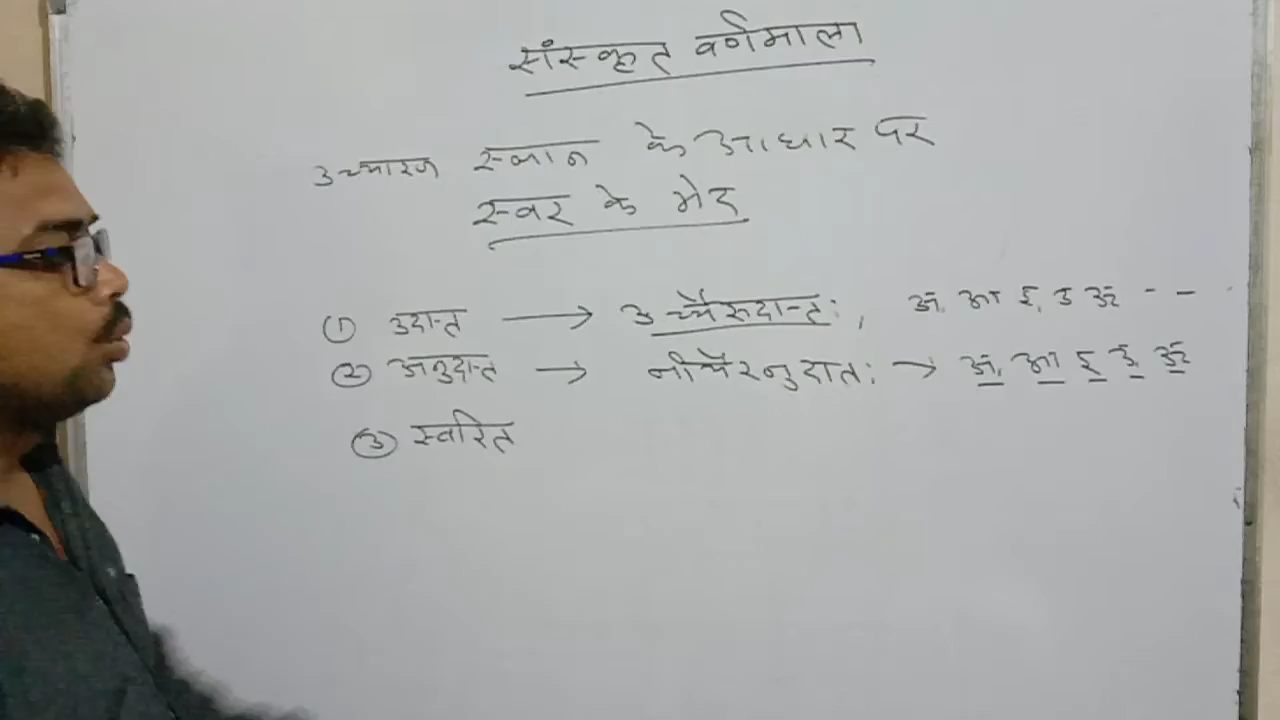 संस्कृत वर्णमाला
उच्चारण स्थान के आधार पर
स्वर के भेद
① उदात्त → उच्चैरुदात्तः, अ, आ इ, उ ऊ - -
② अनुदात्त → नीचैरनुदातः → अ, आ इ उ ऊ
③ स्वरित